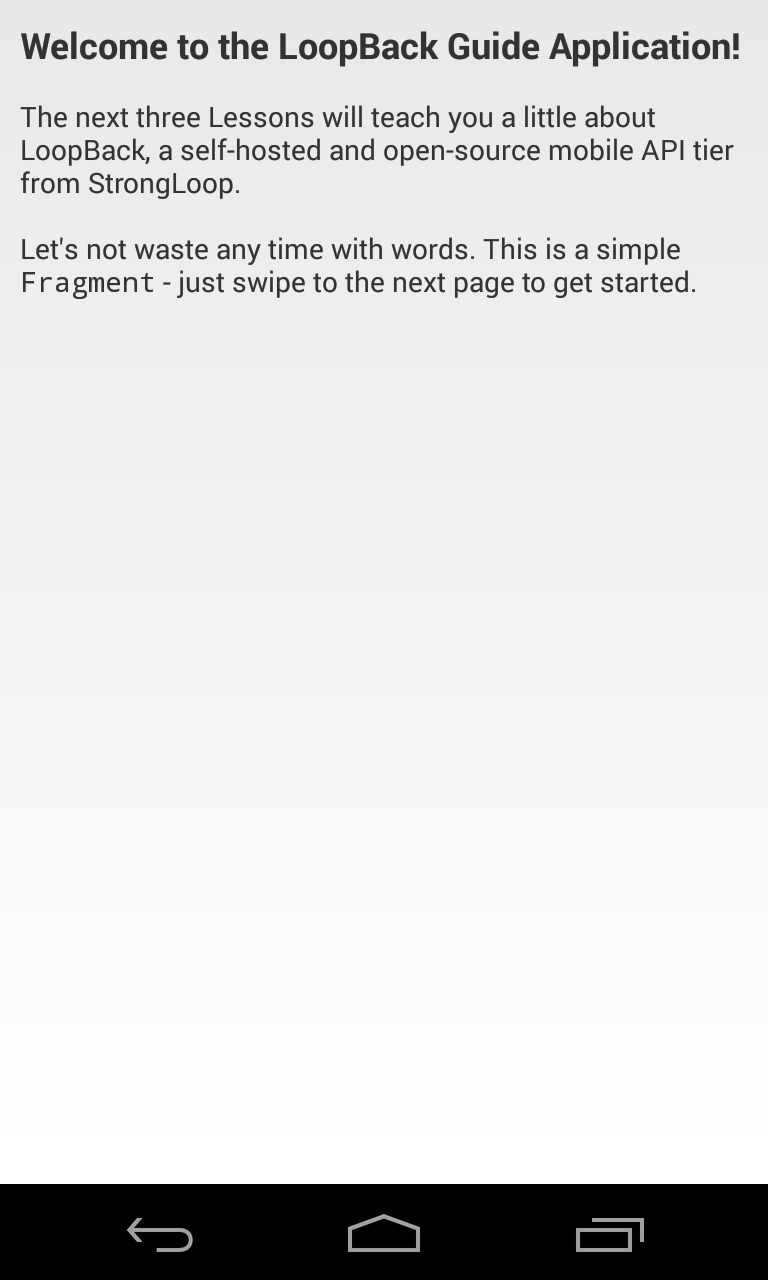 Welcome to the LoopBack Guide Application!
The next three Lessons will teach you a little about
LoopBack, a self-hosted and open-source mobile API tier
from StrongLoop.
Let's not waste any time with words. This is a simple
Fragment - just swipe to the next page to get started.